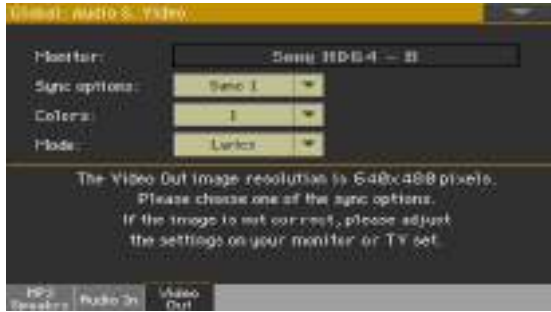 Global: Audio & Video
Monitor:
Sync options: Sync 1
Colors: 1
Mode: Lyrics
The Video Out image resolution is 640x480 pixels.
Please choose one of the sync options.
If the image is not correct, please adjust
the settings on your monitor or TV set.
MP3 Audio In Video
Speakers Out